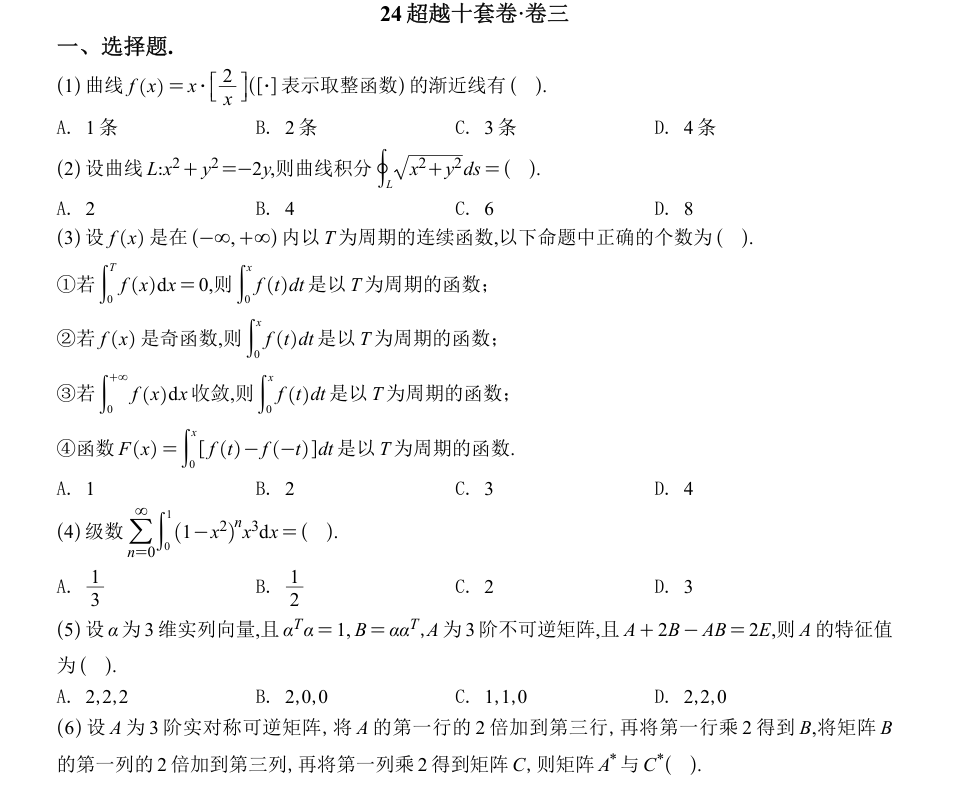 24超越十套卷·卷三
一、选择题.
(1) 曲线 f(x) = x·[2/x]([·]表示取整函数) 的渐近线有 (  ).
A. 1条 B. 2条 C. 3条 D. 4条
(2) 设曲线 L:x²+y²=−2y,则曲线积分 ∮_L √(x²+y²)ds = (  ).
A. 2 B. 4 C. 6 D. 8
(3) 设 f(x) 是在 (−∞,+∞) 内以 T 为周期的连续函数,以下命题中正确的个数为 (  ).
①若 ∫_0^T f(x)dx = 0,则 ∫_0^x f(t)dt 是以 T 为周期的函数;
②若 f(x) 是奇函数,则 ∫_0^x f(t)dt 是以 T 为周期的函数;
③若 ∫_0^{+∞} f(x)dx 收敛,则 ∫_0^x f(t)dt 是以 T 为周期的函数;
④函数 F(x) = ∫_0^x [f(t)−f(−t)]dt 是以 T 为周期的函数.
A. 1 B. 2 C. 3 D. 4
(4) 级数 ∑_{n=0}^∞ ∫_0^1 (1−x²)ⁿx³dx = (  ).
A. 1/3 B. 1/2 C. 2 D. 3
(5) 设 α 为 3 维实列向量,且 α^Tα = 1, B = αα^T, A 为 3 阶不可逆矩阵,且 A + 2B − AB = 2E,则 A 的特征值
为 (  ).
A. 2,2,2 B. 2,0,0 C. 1,1,0 D. 2,2,0
(6) 设 A 为 3 阶实对称可逆矩阵, 将 A 的第一行的 2 倍加到第三行, 再将第一行乘 2 得到 B,将矩阵 B
的第一列的 2 倍加到第三列, 再将第一列乘 2 得到矩阵 C, 则矩阵 A* 与 C*(  ).